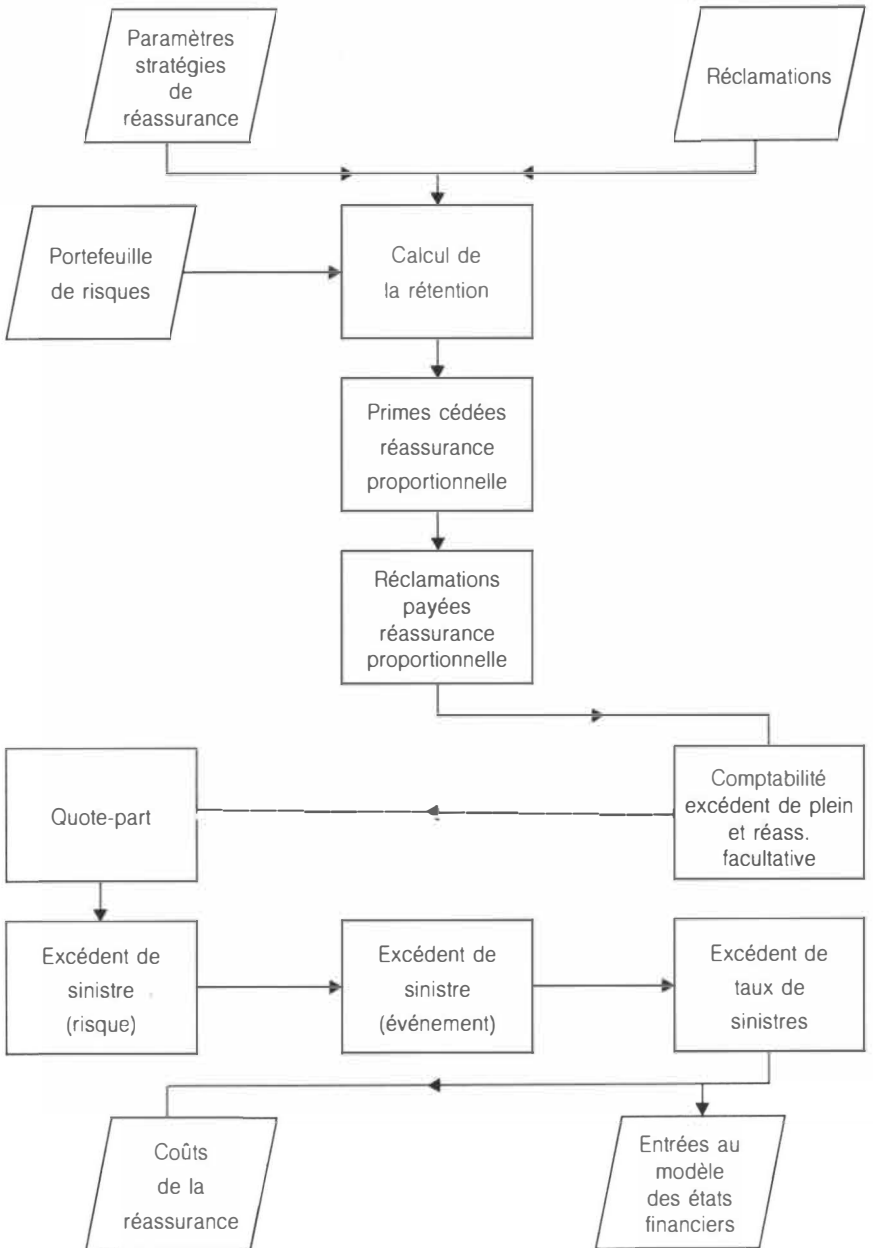 Paramètres
stratégies
de
réassurance
Réclamations
Portefeuille
de risques
Calcul de
la rétention
Primes cédées
réassurance
proportionnelle
Réclamations
payées
réassurance
proportionnelle
Comptabilité
excédent de plein
et réass.
facultative
Quote-part
Excédent de
sinistre
(risque)
Excédent de
sinistre
(événement)
Excédent de
taux de
sinistres
Coûts
de la
réassurance
Entrées au
modèle
des états
financiers